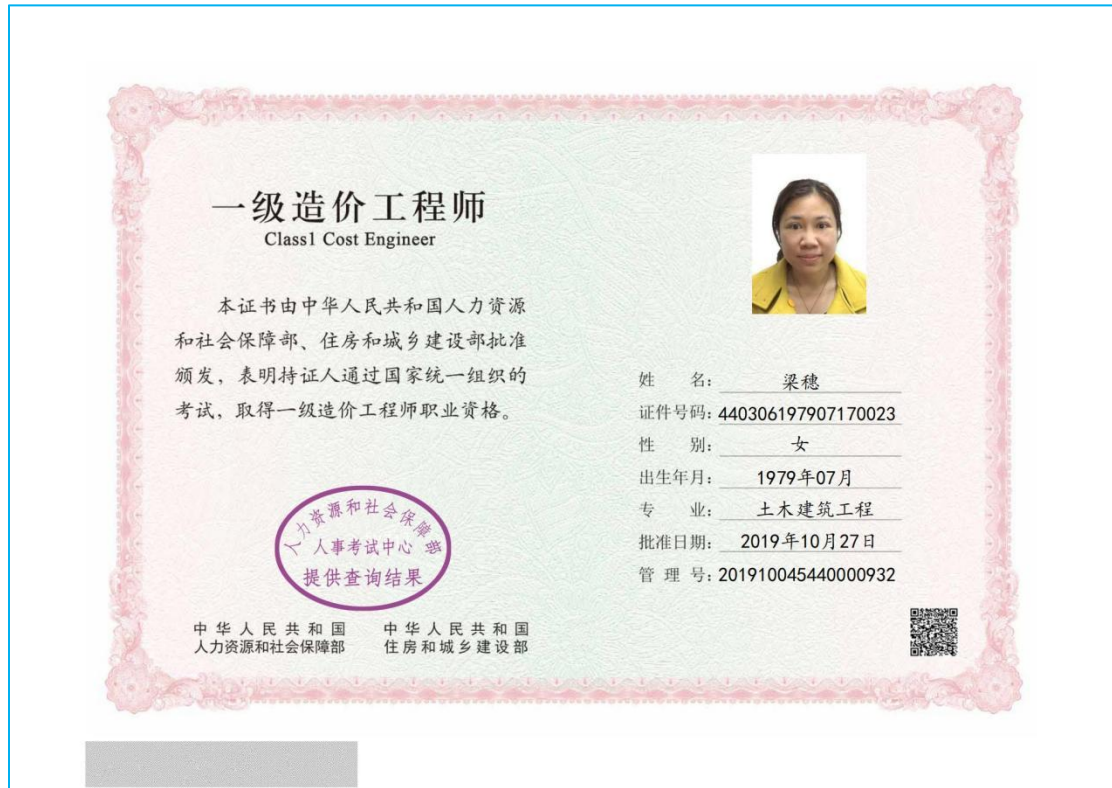 一级造价工程师
Class1 Cost Engineer
本证书由中华人民共和国人力资源
和社会保障部、住房和城乡建设部批准
颁发，表明持证人通过国家统一组织的
考试，取得一级造价工程师职业资格。
人力资源和社会保障部
人事考试中心
提供查询结果
中华人民共和国
人力资源和社会保障部
中华人民共和国
住房和城乡建设部
姓 名：梁穗
证件号码：440306197907170023
性 别：女
出生年月：1979年07月
专 业：土木建筑工程
批准日期：2019年10月27日
管 理 号：201910045440000932